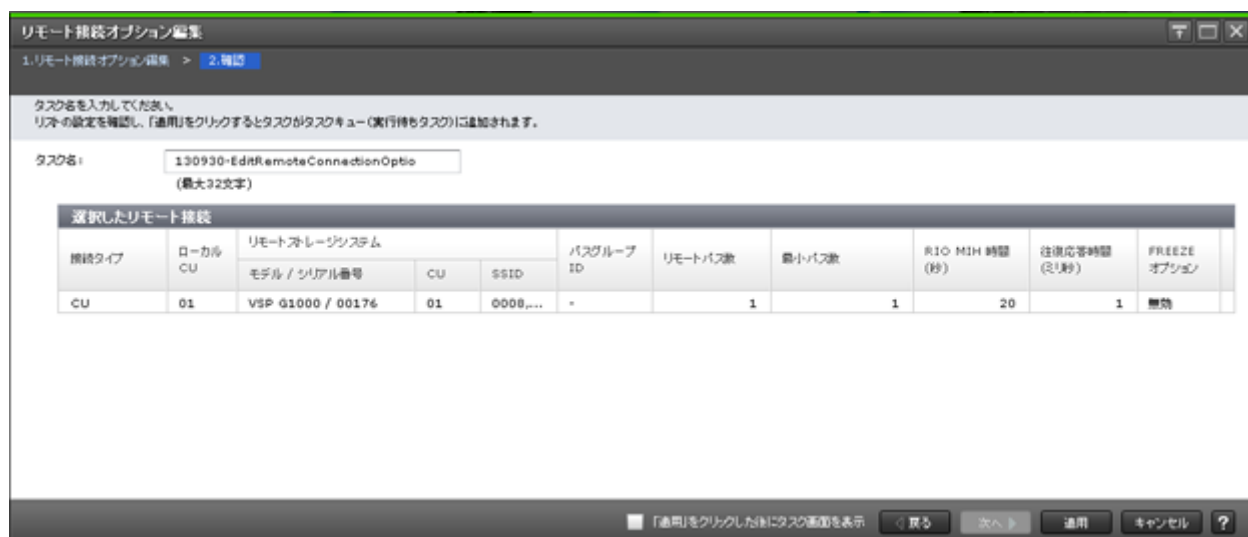 リモート接続オプション編集
1.リモート接続オプション編集 > 2.確認
タスク名を入力してください。
リストの設定を確認し、「適用」をクリックするとタスクがタスクキュー(実行待ちタスク)に追加されます。
タスク名: 130930-EditRemoteConnectionOptio
(最大32文字)
選択したリモート接続
接続タイプ ローカル CU リモートストレージシステム パスグループ ID リモートパス数 最小パス数 RIO MIH 時間 (秒) 往復応答時間 (ミリ秒) FREEZE オプション
モデル / シリアル番号 CU SSID
CU 01 VSP G1000 / 00176 01 0008,... - 1 1 20 1 無効
「適用」をクリックした後にタスク画面を表示 戻る 次へ 適用 キャンセル ?